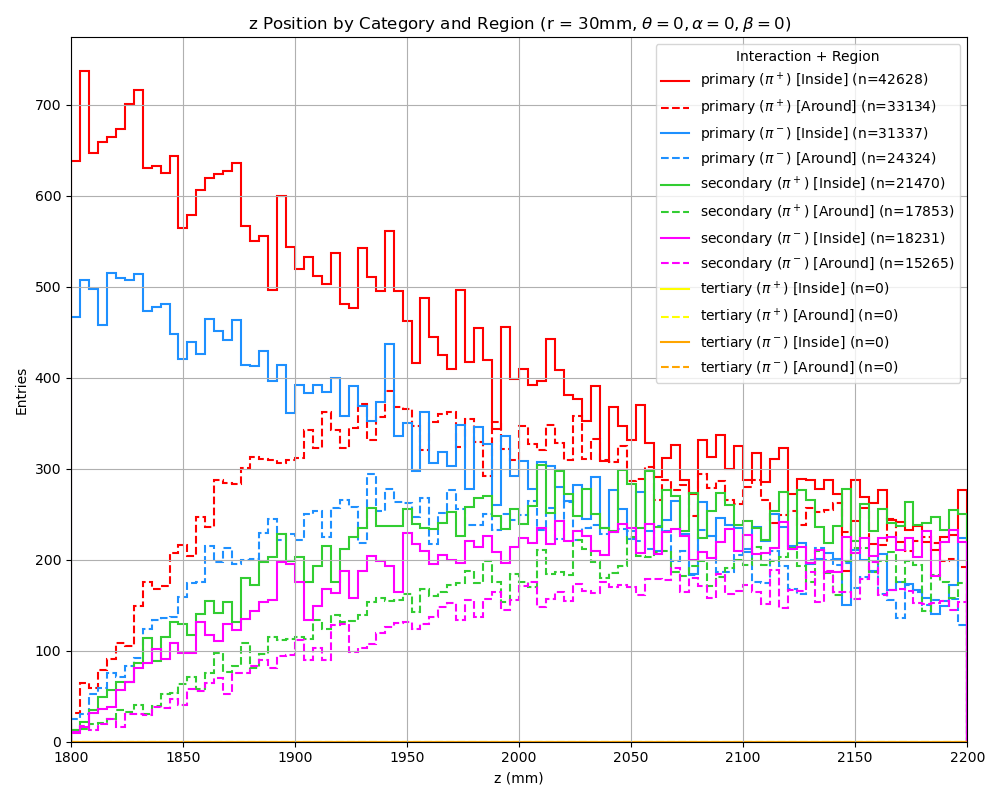 z Position by Category and Region (r = 30mm, θ = 0, α = 0, β = 0)
Interaction + Region
primary (π⁺) [Inside] (n=42628)
primary (π⁺) [Around] (n=33134)
primary (π⁻) [Inside] (n=31337)
primary (π⁻) [Around] (n=24324)
secondary (π⁺) [Inside] (n=21470)
secondary (π⁺) [Around] (n=17853)
secondary (π⁻) [Inside] (n=18231)
secondary (π⁻) [Around] (n=15265)
tertiary (π⁺) [Inside] (n=0)
tertiary (π⁺) [Around] (n=0)
tertiary (π⁻) [Inside] (n=0)
tertiary (π⁻) [Around] (n=0)
Entries
700
600
500
400
300
200
100
0
1800 1850 1900 1950 2000 2050 2100 2150 2200
z (mm)